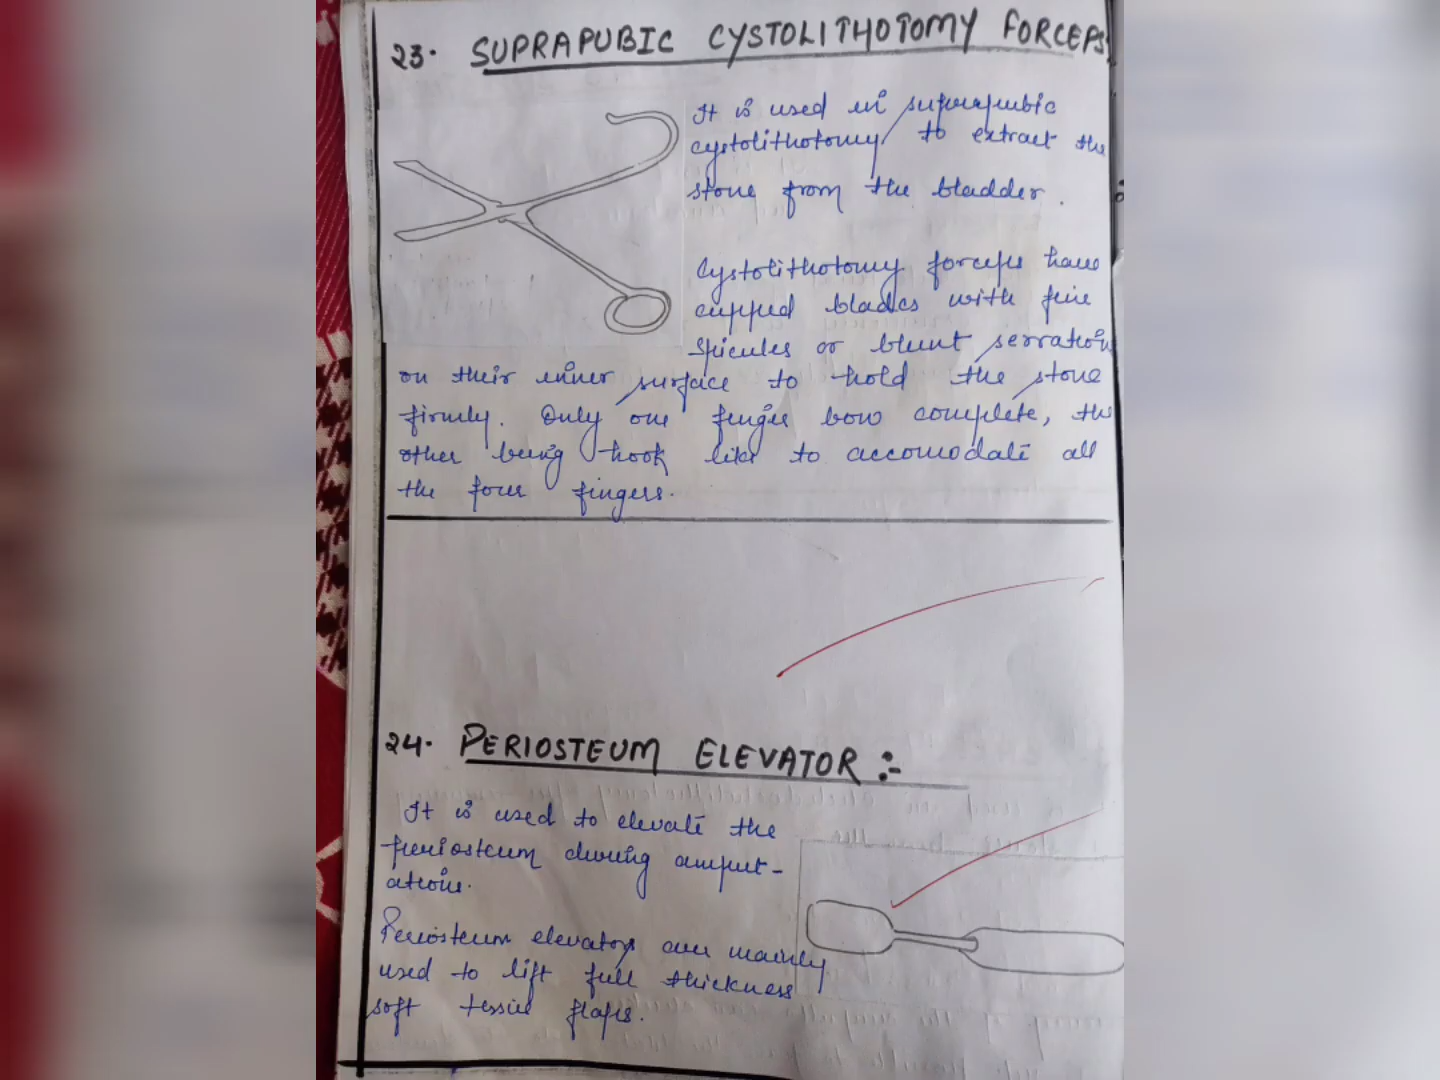 23. SUPRAPUBIC CYSTOLITHOTOMY FORCEPS
It is used in suprapubic
cystolithotomy to extract the
stone from the bladder.
Cystolithotomy forceps have
cupped blades with fine
spicules or blunt serration
on their inner surface to hold the stone
firmly. Only one finger bow complete, the
other being hook like to accomodate all
the four fingers.
24. PERIOSTEUM ELEVATOR :-
It is used to elevate the
periosteum during amput-
ation.
Periosteum elevators are mainly
used to lift full thickness
soft tessue flaps.